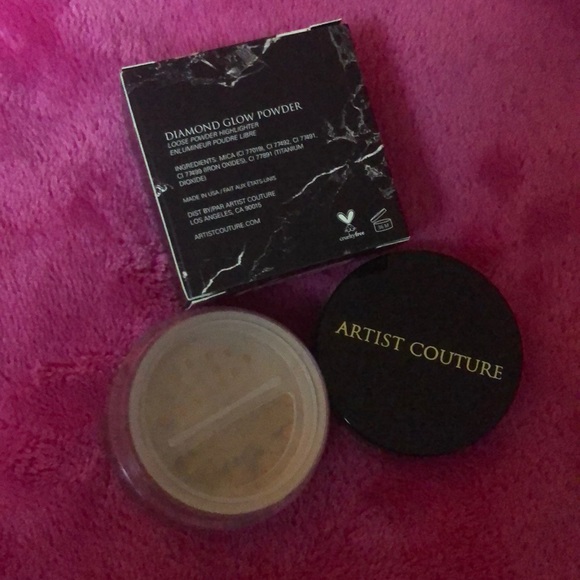 DIAMOND GLOW POWDER
LOOSE POWDER HIGHLIGHTER
ENLUMINEUR POUDRE LIBRE
INGREDIENTS: MICA (CI 77019), CI 77492, CI 77491,
CI 77499 (IRON OXIDES), CI 77891 (TITANIUM
DIOXIDE).
MADE IN USA / FAIT AUX ÉTATS-UNIS
DIST BY/PAR ARTIST COUTURE
LOS ANGELES, CA 90015
ARTISTCOUTURE.COM
crueltyfree
ARTIST COUTURE